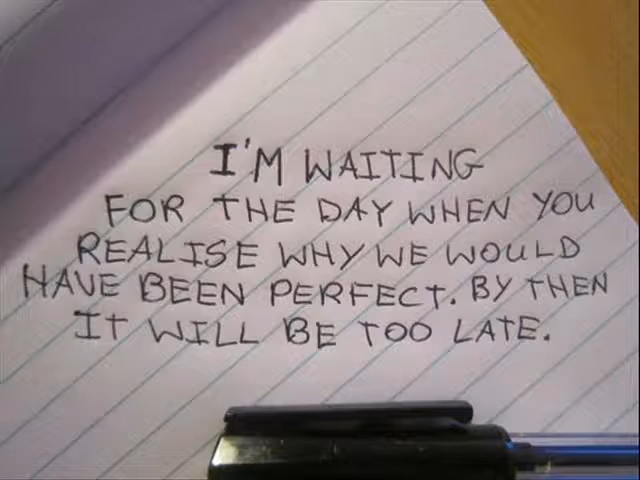 I'M WAITING
FOR THE DAY WHEN YOU
REALISE WHY WE WOULD
HAVE BEEN PERFECT. BY THEN
IT WILL BE TOO LATE.